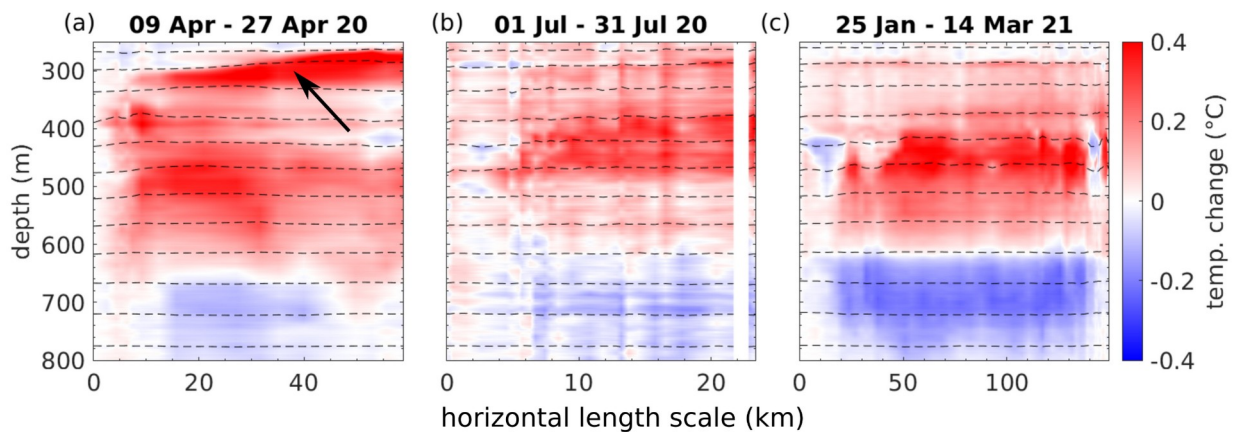 (a) 09 Apr - 27 Apr 20
(b) 01 Jul - 31 Jul 20
(c) 25 Jan - 14 Mar 21
depth (m)
300
400
500
600
700
800
0 20 40
0 10 20
0 50 100
horizontal length scale (km)
0.4
0.2
0
-0.2
-0.4
temp. change (°C)